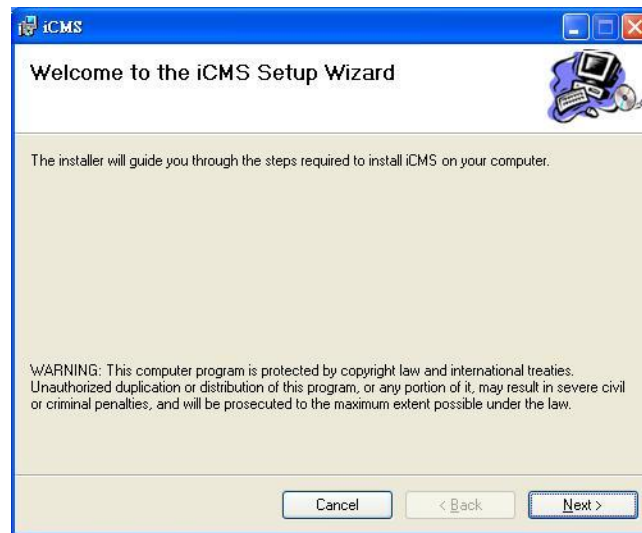 iCMS
Welcome to the iCMS Setup Wizard
The installer will guide you through the steps required to install iCMS on your computer.
WARNING: This computer program is protected by copyright law and international treaties.
Unauthorized duplication or distribution of this program, or any portion of it, may result in severe civil
or criminal penalties, and will be prosecuted to the maximum extent possible under the law.
Cancel
< Back
Next >